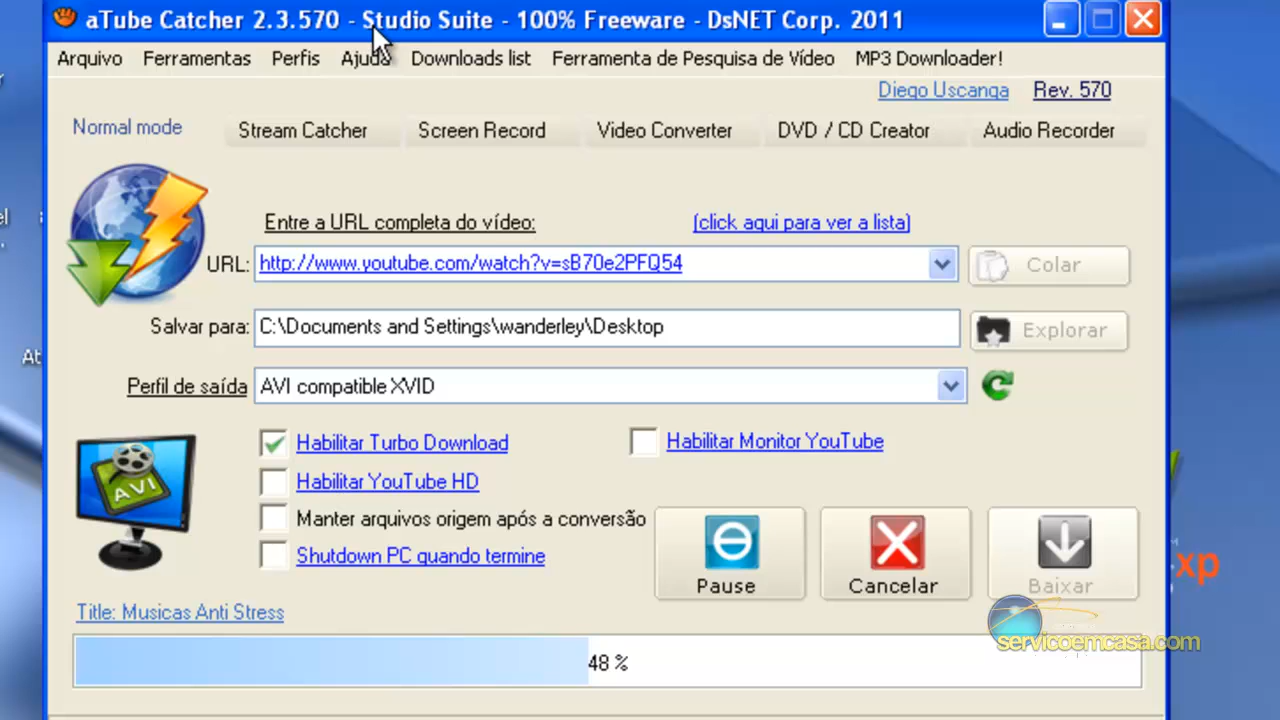 aTube Catcher 2.3.570 - Studio Suite - 100% Freeware - DsNET Corp. 2011
Arquivo Ferramentas Perfis Ajuda Downloads list Ferramenta de Pesquisa de Vídeo MP3 Downloader!
Diego Uscanga Rev. 570
Normal mode Stream Catcher Screen Record Video Converter DVD / CD Creator Audio Recorder
Entre a URL completa do vídeo: (click aqui para ver a lista)
URL: http://www.youtube.com/watch?v=sB70e2PFQ54 Colar
Salvar para: C:\Documents and Settings\wanderley\Desktop Explorar
At
Perfil de saída AVI compatible XVID
Habilitar Turbo Download Habilitar Monitor YouTube
AVI
Habilitar YouTube HD
Manter arquivos origem após a conversão
Shutdown PC quando termine
Pause Cancelar Baixar
xp
Title: Musicas Anti Stress
servicoemcasa.com
48 %